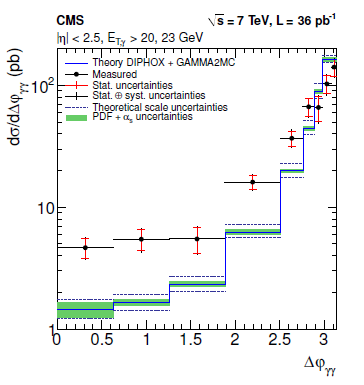 CMS √s = 7 TeV, L = 36 pb⁻¹
|η| < 2.5, E_T,γ > 20, 23 GeV
Theory DIPHOX + GAMMA2MC
Measured
Stat. uncertainties
Stat. ⊕ syst. uncertainties
Theoretical scale uncertainties
PDF + α_s uncertainties
dσ/dΔφ_γγ (pb)
10²
10
1
0 0.5 1 1.5 2 2.5 3
Δφ_γγ